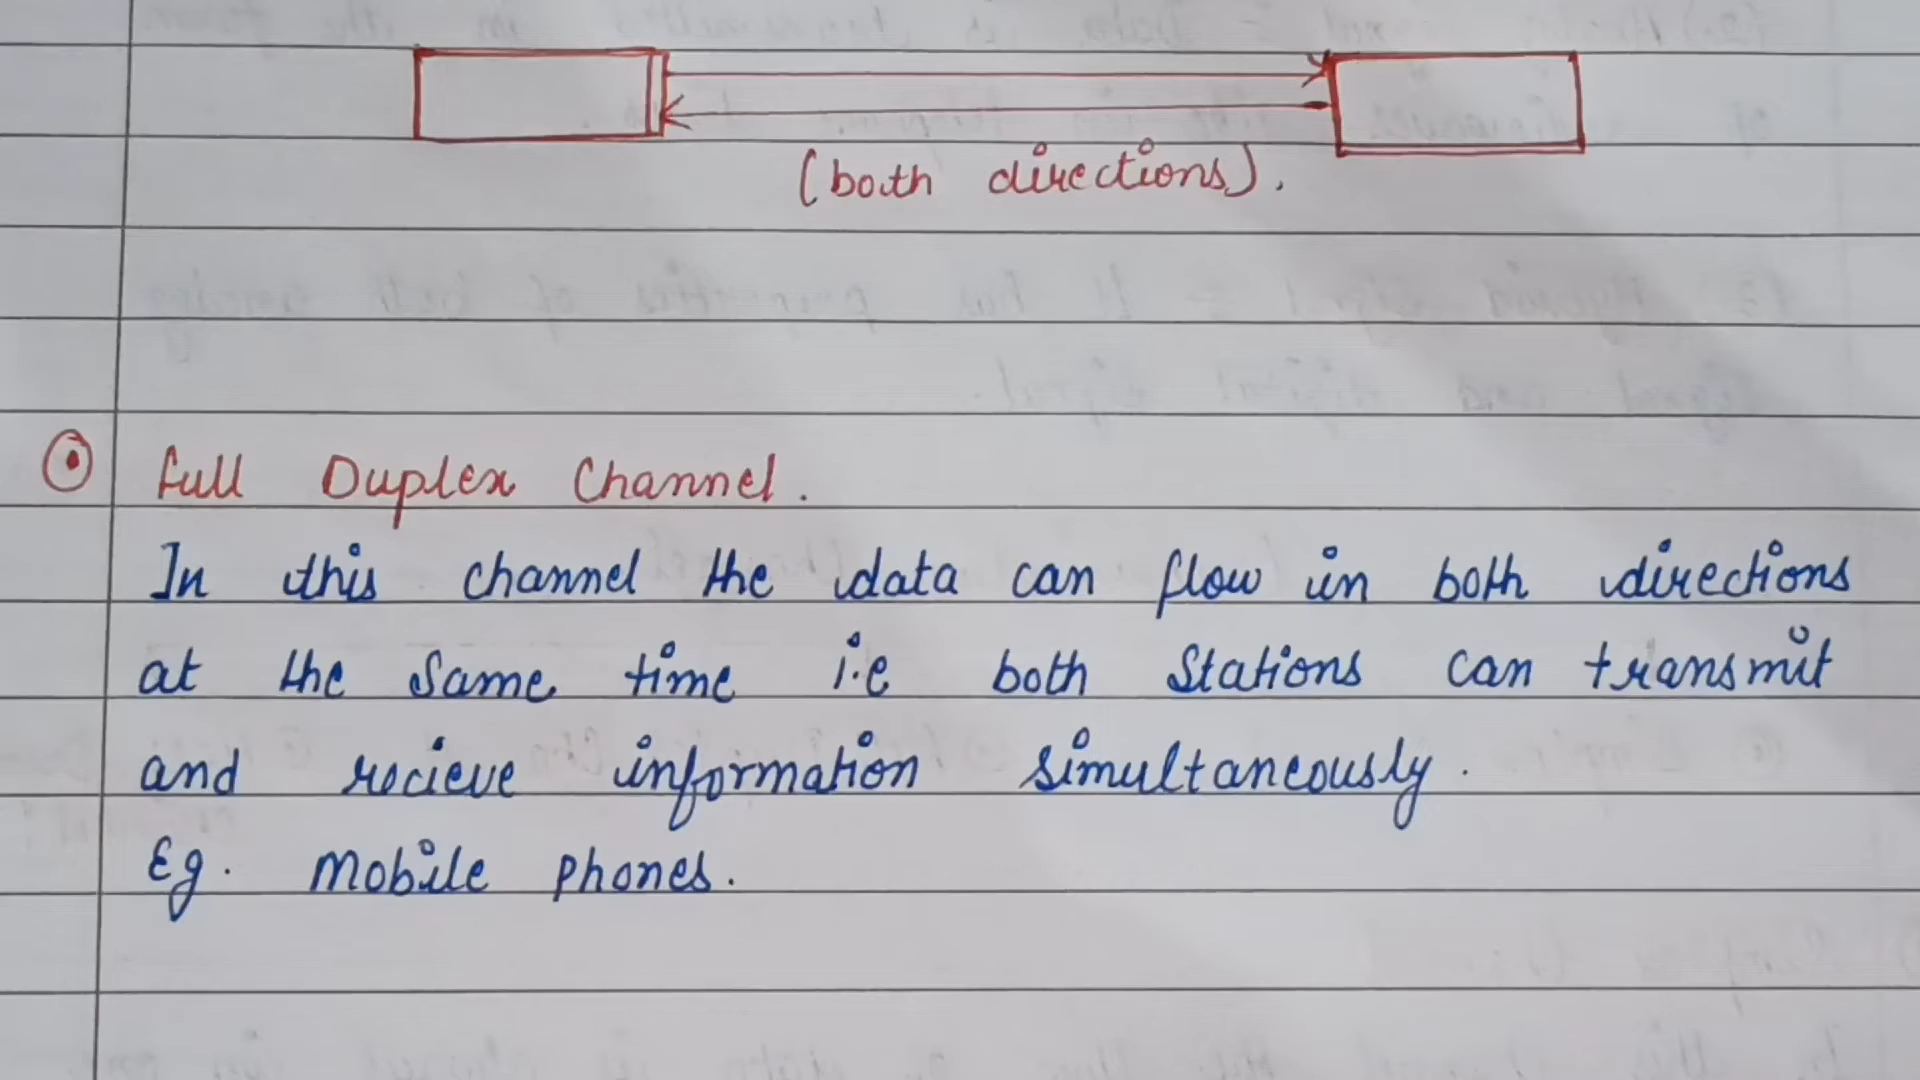 (both directions).
Full Duplex Channel.
In this channel the data can flow in both directions
at the same time i.e both Stations can transmit
and recieve information simultaneously.
Eg. Mobile phones.